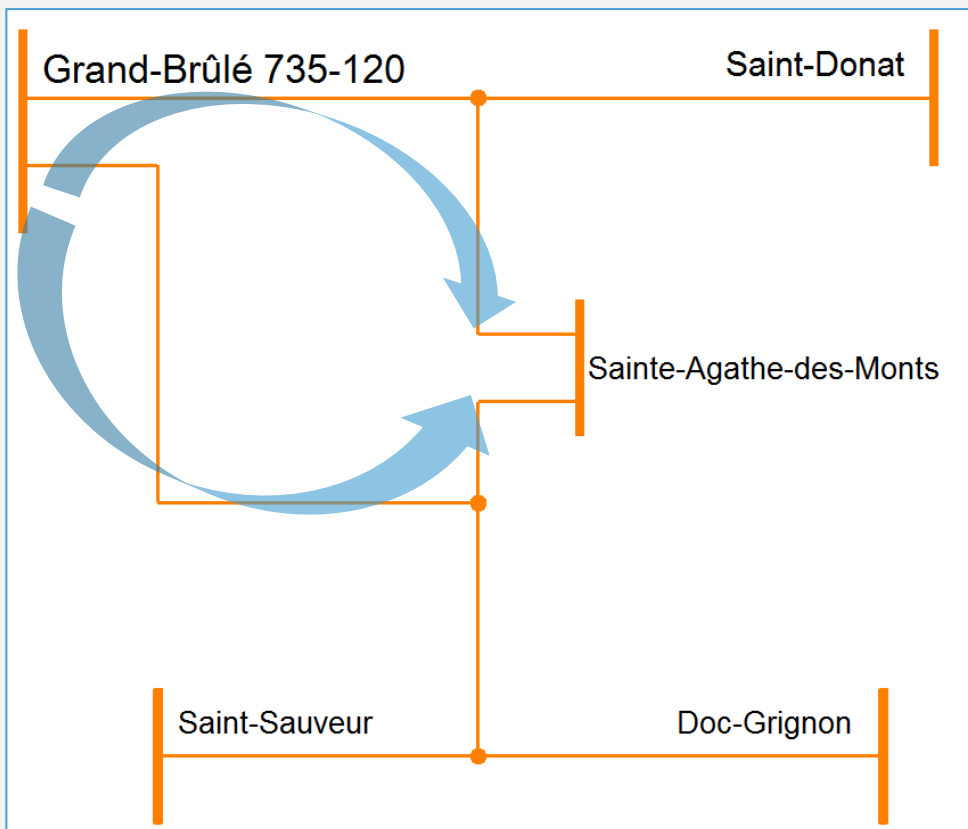 Grand-Brûlé 735-120
Saint-Donat
Sainte-Agathe-des-Monts
Saint-Sauveur
Doc-Grignon